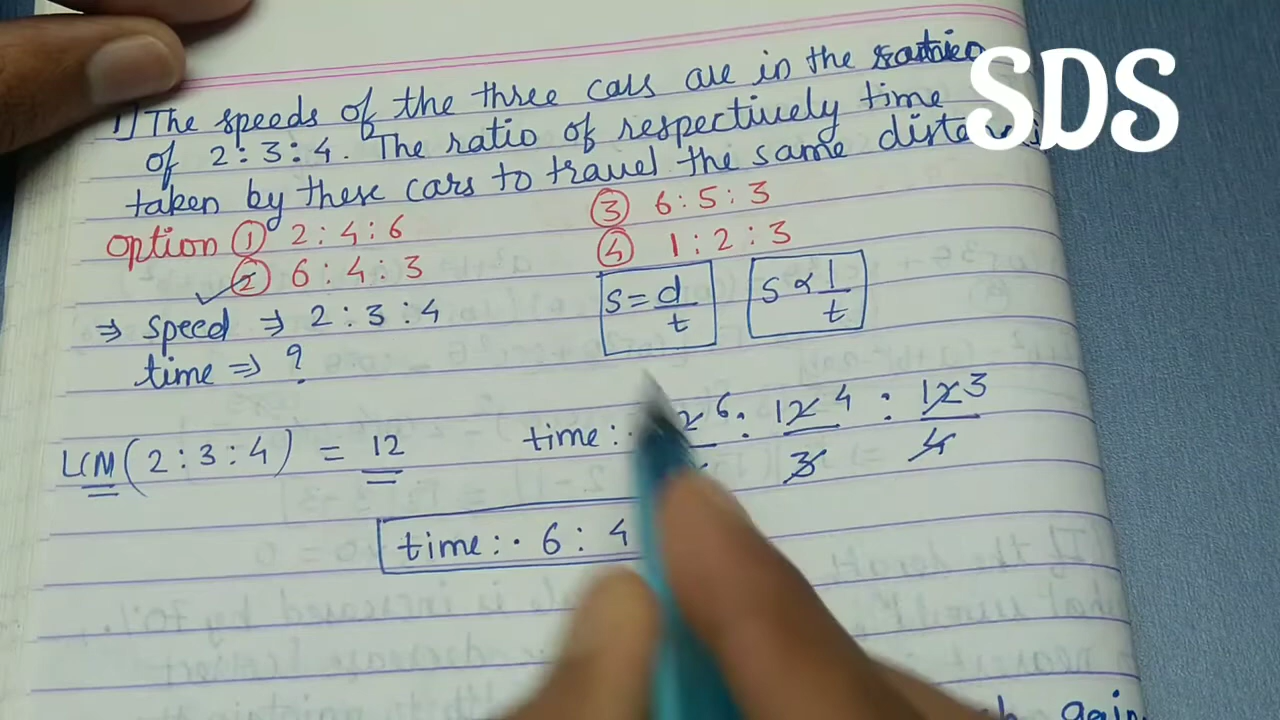 SDS
1) The speeds of the three cars are in the ratio
of 2:3:4. The ratio of respectively time
taken by these cars to travel the same
option ① 2:4:6 ③ 6:5:3
② 6:4:3 ④ 1:2:3
⇒ speed ⇒ 2:3:4 s = d/t s ∝ 1/t
time ⇒ ?
LCM (2:3:4) = 12 time: 6 : 12 4 : 12 3
3 4
time: 6 : 4